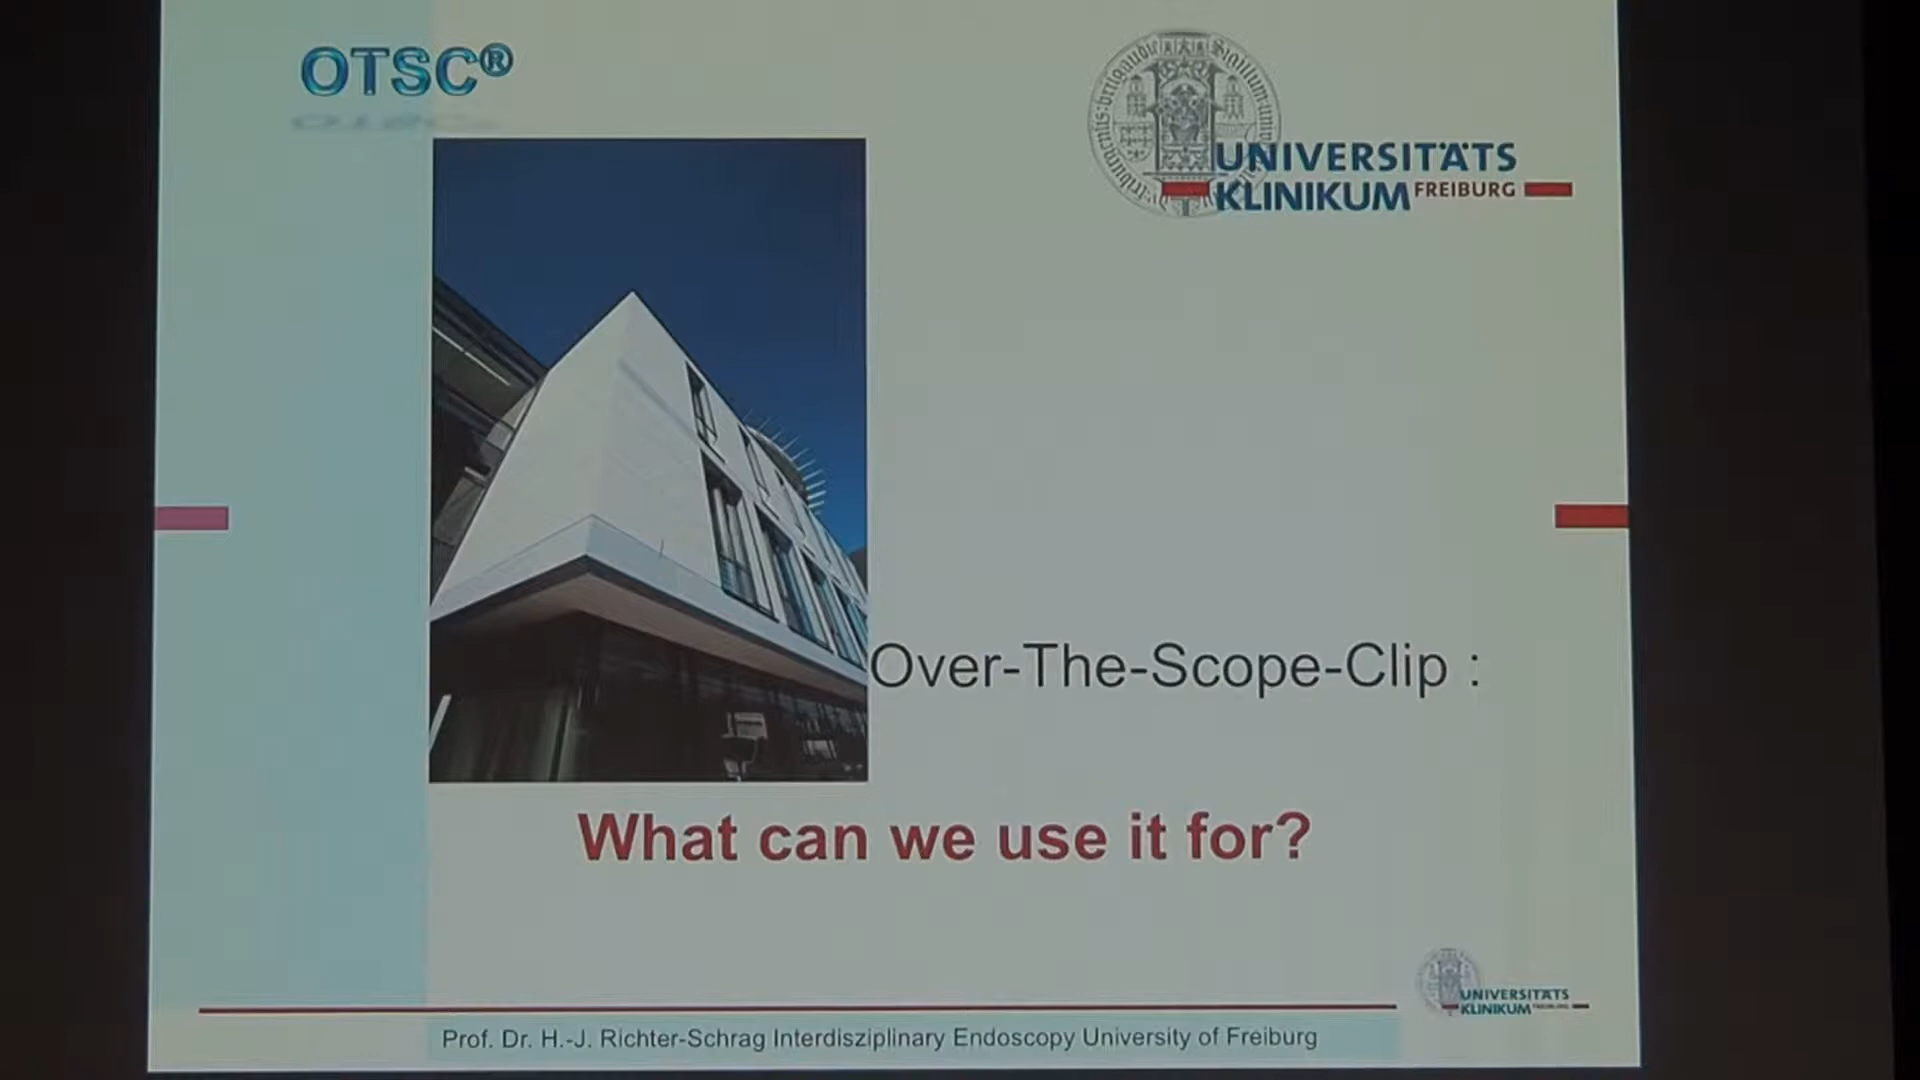 OTSC®
UNIVERSITÄTS
KLINIKUM FREIBURG
Over-The-Scope-Clip :
What can we use it for?
UNIVERSITÄTS
KLINIKUM
Prof. Dr. H.-J. Richter-Schrag Interdisziplinary Endoscopy University of Freiburg